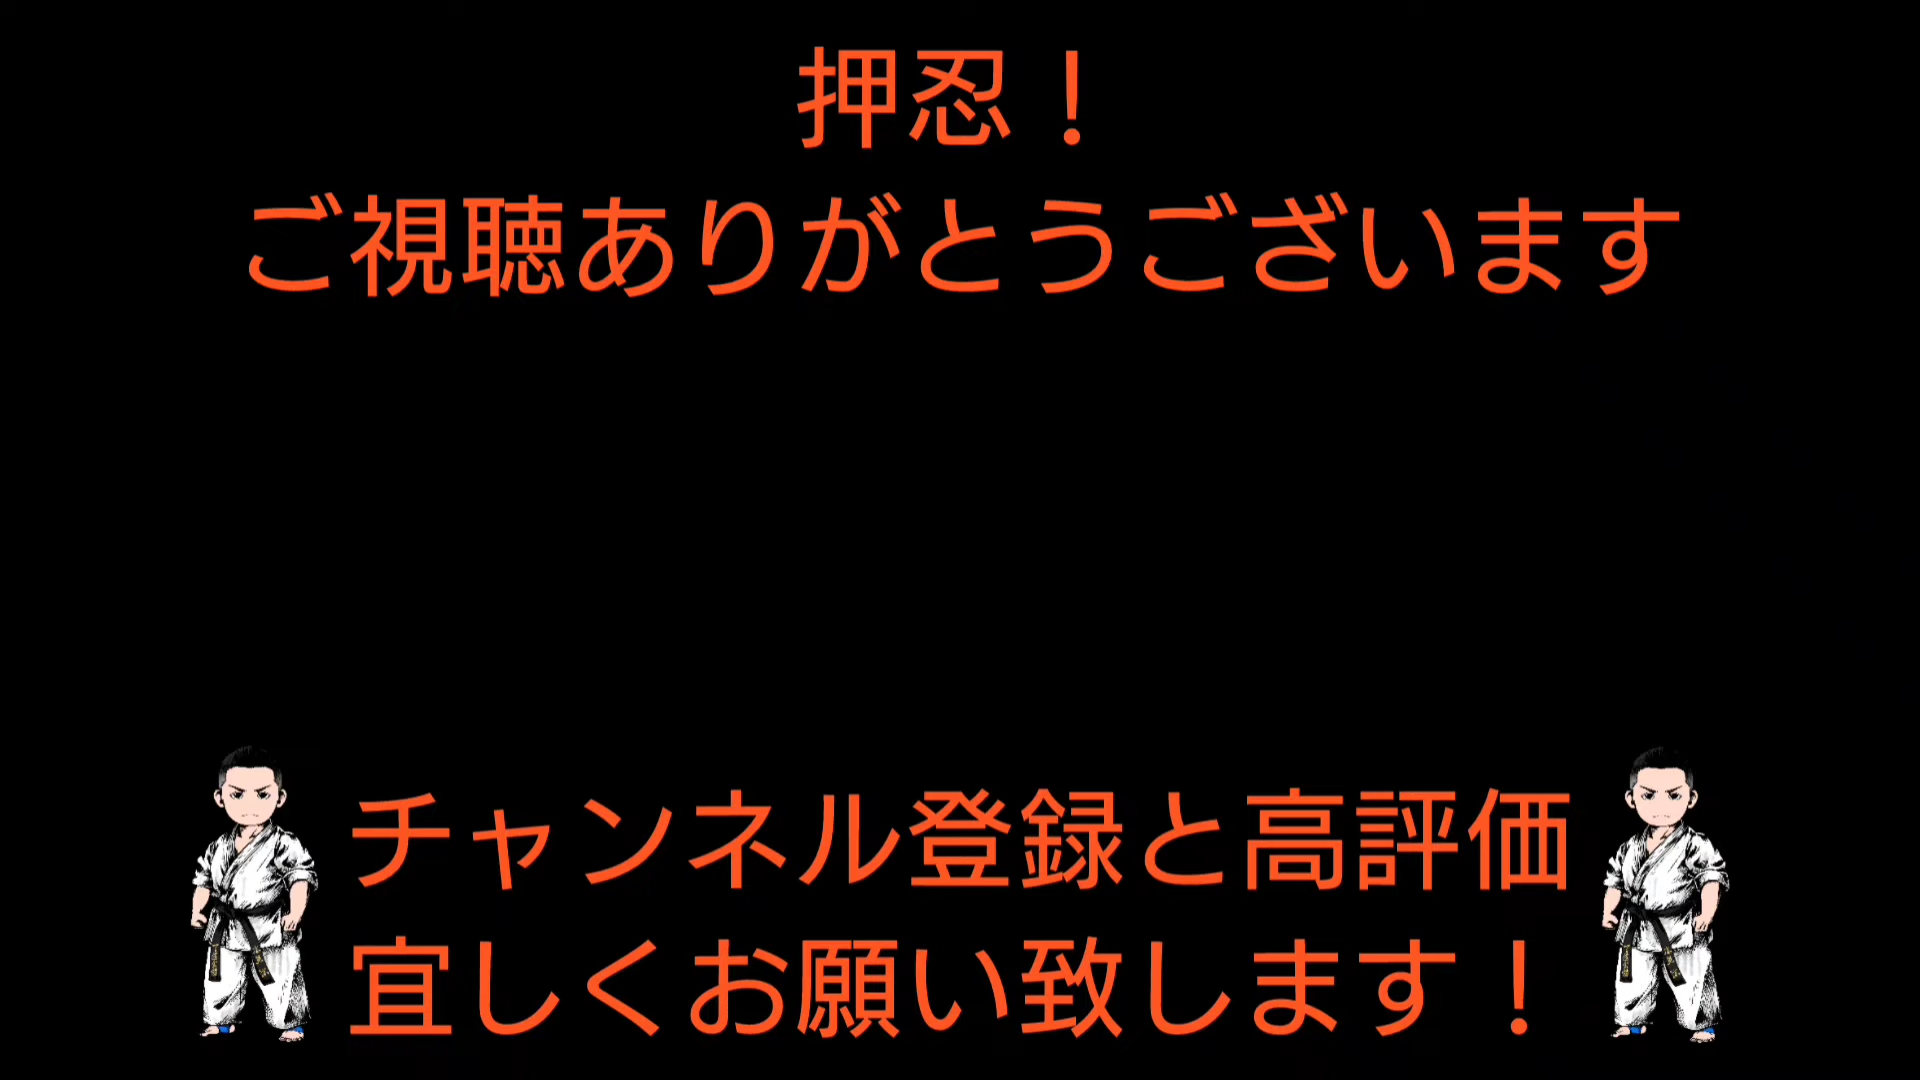 押忍！
ご視聴ありがとうございます
チャンネル登録と高評価
宜しくお願い致します！